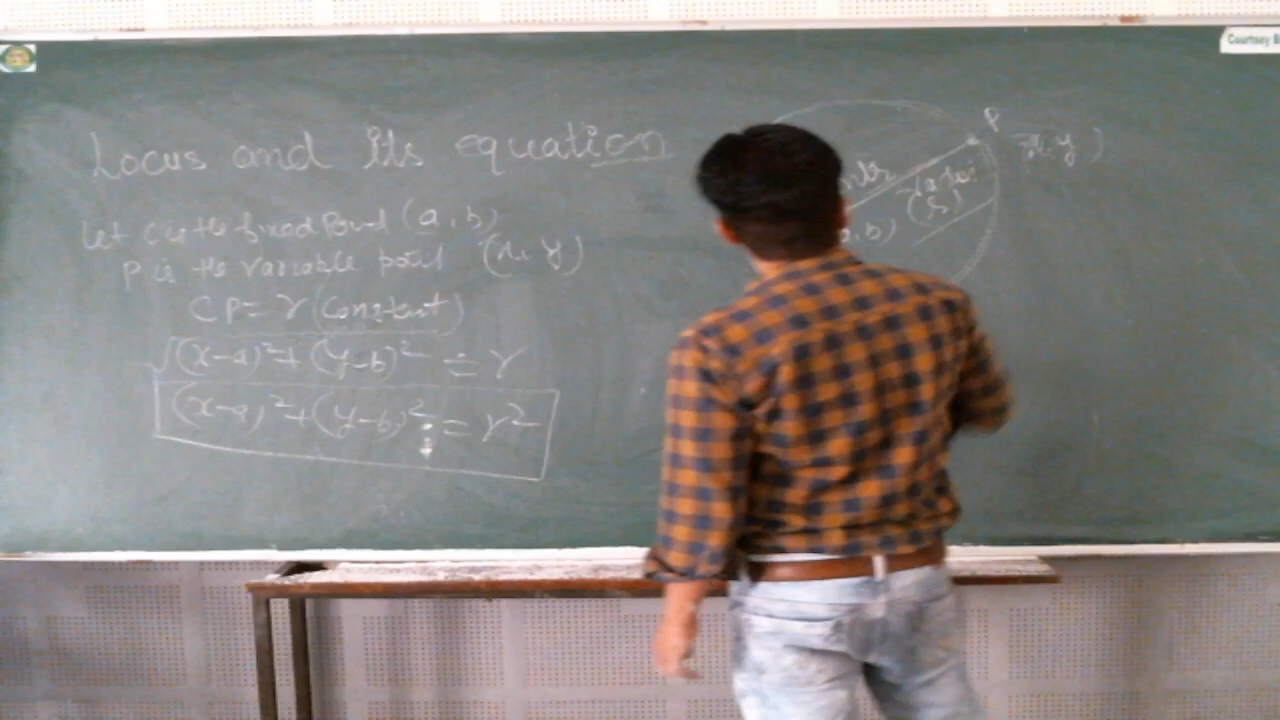 Locus and Its equation
Let C is the fixed Point (a, b)
P is the variable point (x, y)
CP = r (Constant)
√(x-a)²+(y-b)² = r
(x-a)²+(y-b)² = r²
P
x, y)
(r)
, b)
Courtsey B